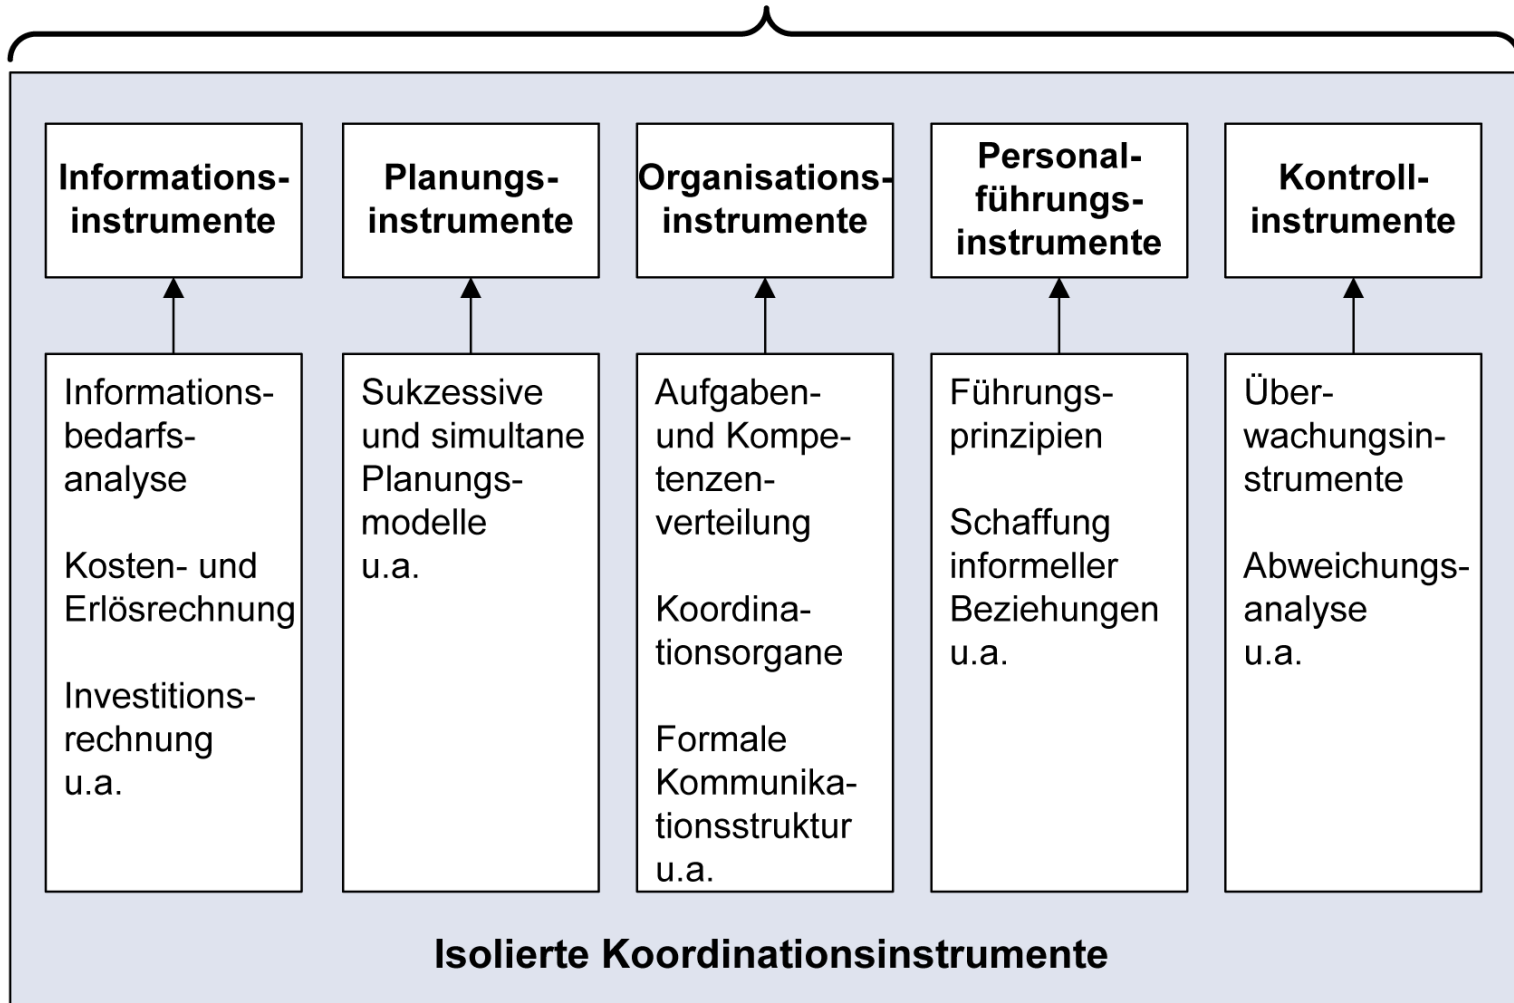 Informations-
instrumente
Planungs-
instrumente
Organisations-
instrumente
Personal-
führungs-
instrumente
Kontroll-
instrumente
Informations-
bedarfs-
analyse
Kosten- und
Erlösrechnung
Investitions-
rechnung
u.a.
Sukzessive
und simultane
Planungs-
modelle
u.a.
Aufgaben-
und Kompe-
tenzen-
verteilung
Koordina-
tionsorgane
Formale
Kommunika-
tionsstruktur
u.a.
Führungs-
prinzipien
Schaffung
informeller
Beziehungen
u.a.
Über-
wachungsin-
strumente
Abweichungs-
analyse
u.a.
Isolierte Koordinationsinstrumente